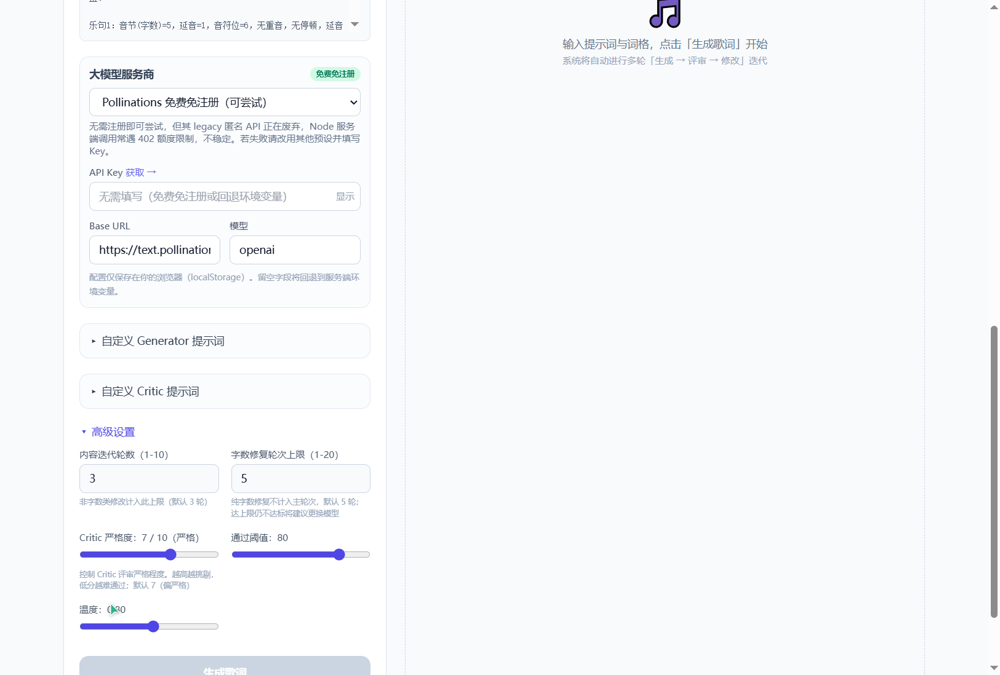 乐句1：音节(字数)=5，延音=1，音符位=6，无重音，无停顿，延音
大模型服务商
免费免注册
Pollinations 免费免注册（可尝试）
无需注册即可尝试，但其 legacy 匿名 API 正在废弃，Node 服务
端调用常遇 402 额度限制，不稳定。若失败请改用其他预设并填写
Key。
API Key 获取 →
无需填写（免费免注册或回退环境变量）
显示
Base URL
模型
https://text.pollination
openai
配置仅保存在你的浏览器（localStorage）。留空字段将回退到服务端环
境变量。
▸ 自定义 Generator 提示词
▸ 自定义 Critic 提示词
▾ 高级设置
内容迭代轮数（1-10）
字数修复轮次上限（1-20）
3
5
非字数类修改计入此上限（默认 3 轮）
纯字数修复不计入主轮次，默认 5 轮；
达上限仍不达标将建议更换模型
Critic 严格度：7 / 10（严格）
通过阈值：80
控制 Critic 评审严格程度。越高越挑剔，
低分越难通过；默认 7（偏严格）
温度：
生成歌词
输入提示词与词格，点击「生成歌词」开始
系统将自动进行多轮「生成 → 评审 → 修改」迭代